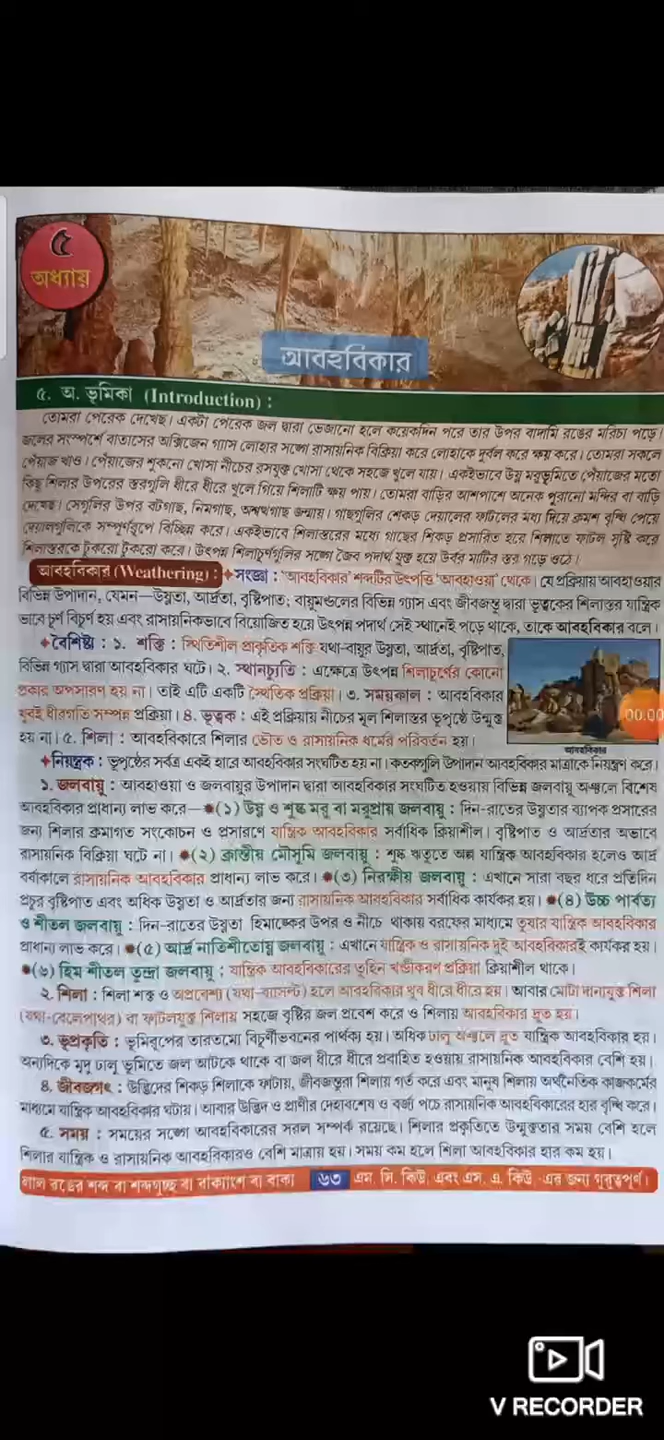 ৫
অধ্যায়
আবহবিকার
৫. অ. ভূমিকা (Introduction) :
তোমরা পেরেক দেখেছ। একটা পেরেক জল দ্বারা ভেজানো হলে কয়েকদিন পরে তার উপর বাদামি রঙের মরিচা পড়ে।
জলের সংস্পর্শে বাতাসের অক্সিজেন গ্যাস লোহার সঙ্গে রাসায়নিক বিক্রিয়া করে লোহাকে দুর্বল করে ক্ষয় করে। তোমরা সকলে
পেঁয়াজ খাও। পেঁয়াজের শুকনো খোসা নীচের রসযুক্ত খোসা থেকে সহজে খুলে যায়। একইভাবে উষ্ণ মরুভূমিতে পেঁয়াজের মতো
কিছু শিলার উপরের স্তরগুলি ধীরে ধীরে খুলে গিয়ে শিলাটি ক্ষয় পায়। তোমরা বাড়ির আশপাশে অনেক পুরানো মন্দির বা বাড়ি
দেখেছ। সেগুলির উপর বটগাছ, নিমগাছ, অশ্বত্থগাছ জন্মায়। গাছগুলির শেকড় দেয়ালের ফাটলের মধ্য দিয়ে ক্রমশ বৃদ্ধি পেয়ে
দেয়ালগুলিকে সম্পূর্ণরূপে বিচ্ছিন্ন করে। একইভাবে শিলাস্তরের মধ্যে গাছের শিকড় প্রসারিত হয়ে শিলাতে ফাটল সৃষ্টি করে
শিলাস্তরকে টুকরো টুকরো করে। উৎপন্ন শিলাচূর্ণগুলির সঙ্গে জৈব পদার্থ যুক্ত হয়ে উর্বর মাটির স্তর গড়ে ওঠে।
আবহবিকার (Weathering) : ✦সংজ্ঞা : 'আবহবিকার' শব্দটির উৎপত্তি 'আবহাওয়া' থেকে। যে প্রক্রিয়ায় আবহাওয়ার
বিভিন্ন উপাদান, যেমন—উষ্ণতা, আর্দ্রতা, বৃষ্টিপাত; বায়ুমণ্ডলের বিভিন্ন গ্যাস এবং জীবজন্তু দ্বারা ভূত্বকের শিলাস্তর যান্ত্রিক
ভাবে চূর্ণ বিচূর্ণ হয় এবং রাসায়নিকভাবে বিয়োজিত হয়ে উৎপন্ন পদার্থ সেই স্থানেই পড়ে থাকে, তাকে আবহবিকার বলে।
✦বৈশিষ্ট্য : ১. শক্তি : স্থিতিশীল প্রাকৃতিক শক্তি যথা-বায়ুর উষ্ণতা, আর্দ্রতা, বৃষ্টিপাত,
বিভিন্ন গ্যাস দ্বারা আবহবিকার ঘটে। ২. স্থানচ্যুতি : এক্ষেত্রে উৎপন্ন শিলাচূর্ণের কোনো
প্রকার অপসারণ হয় না। তাই এটি একটি স্থৈতিক প্রক্রিয়া। ৩. সময়কাল : আবহবিকার
খুবই ধীরগতি সম্পন্ন প্রক্রিয়া। ৪. ভূত্বক : এই প্রক্রিয়ায় নীচের মূল শিলাস্তর ভূপৃষ্ঠে উন্মুক্ত
হয় না। ৫. শিলা : আবহবিকারে শিলার ভৌত ও রাসায়নিক ধর্মের পরিবর্তন হয়।
00:00
আবহবিকার
✦নিয়ন্ত্রক : ভূপৃষ্ঠের সর্বত্র একই হারে আবহবিকার সংঘটিত হয় না। কতকগুলি উপাদান আবহবিকার মাত্রাকে নিয়ন্ত্রণ করে।
১. জলবায়ু : আবহাওয়া ও জলবায়ুর উপাদান দ্বারা আবহবিকার সংঘটিত হওয়ায় বিভিন্ন জলবায়ু অঞ্চলে বিশেষ
আবহবিকার প্রাধান্য লাভ করে—●(১) উষ্ণ ও শুষ্ক মরু বা মরুপ্রায় জলবায়ু : দিন-রাতের উষ্ণতার ব্যাপক প্রসারের
জন্য শিলার ক্রমাগত সংকোচন ও প্রসারণে যান্ত্রিক আবহবিকার সর্বাধিক ক্রিয়াশীল। বৃষ্টিপাত ও আর্দ্রতার অভাবে
রাসায়নিক বিক্রিয়া ঘটে না। ●(২) ক্রান্তীয় মৌসুমি জলবায়ু : শুষ্ক ঋতুতে অল্প যান্ত্রিক আবহবিকার হলেও আর্দ্র
বর্ষাকালে রাসায়নিক আবহবিকার প্রাধান্য লাভ করে। ●(৩) নিরক্ষীয় জলবায়ু : এখানে সারা বছর ধরে প্রতিদিন
প্রচুর বৃষ্টিপাত এবং অধিক উষ্ণতা ও আর্দ্রতার জন্য রাসায়নিক আবহবিকার সর্বাধিক কার্যকর হয়। ●(৪) উচ্চ পার্বত্য
ও শীতল জলবায়ু : দিন-রাতের উষ্ণতা হিমাঙ্কের উপর ও নীচে থাকায় বরফের মাধ্যমে তুষার যান্ত্রিক আবহবিকার
প্রাধান্য লাভ করে। ●(৫) আর্দ্র নাতিশীতোষ্ণ জলবায়ু : এখানে যান্ত্রিক ও রাসায়নিক দুই আবহবিকারই কার্যকর হয়।
●(৬) হিম শীতল তুন্দ্রা জলবায়ু : যান্ত্রিক আবহবিকারের তুহিন খণ্ডীকরণ প্রক্রিয়া ক্রিয়াশীল থাকে।
২. শিলা : শিলা শক্ত ও অপ্রবেশ্য (যথা-ব্যাসল্ট) হলে আবহবিকার খুব ধীরে ধীরে হয়। আবার মোটা দানাযুক্ত শিলা
(যথা-বেলেপাথর) বা ফাটলযুক্ত শিলায় সহজে বৃষ্টির জল প্রবেশ করে ও শিলায় আবহবিকার দ্রুত হয়।
৩. ভূপ্রকৃতি : ভূমিরূপের তারতম্যে বিচূর্ণীভবনের পার্থক্য হয়। অধিক ঢালু অঞ্চলে দ্রুত যান্ত্রিক আবহবিকার হয়।
অন্যদিকে মৃদু ঢালু ভূমিতে জল আটকে থাকে বা জল ধীরে ধীরে প্রবাহিত হওয়ায় রাসায়নিক আবহবিকার বেশি হয়।
৪. জীবজগৎ : উদ্ভিদের শিকড় শিলাকে ফাটায়, জীবজন্তুরা শিলায় গর্ত করে এবং মানুষ শিলায় অর্থনৈতিক কাজকর্মের
মাধ্যমে যান্ত্রিক আবহবিকার ঘটায়। আবার উদ্ভিদ ও প্রাণীর দেহাবশেষ ও বর্জ্য পচে রাসায়নিক আবহবিকারের হার বৃদ্ধি করে।
৫. সময় : সময়ের সঙ্গে আবহবিকারের সরল সম্পর্ক রয়েছে। শিলার প্রকৃতিতে উন্মুক্ততার সময় বেশি হলে
শিলার যান্ত্রিক ও রাসায়নিক আবহবিকারও বেশি মাত্রায় হয়। সময় কম হলে শিলা আবহবিকার হার কম হয়।
লাল রঙের শব্দ বা শব্দগুচ্ছ বা বাক্যাংশ বা বাক্য ৬৩ এম. সি. কিউ. এবং এস. এ. কিউ -এর জন্য গুরুত্বপূর্ণ।
V RECORDER